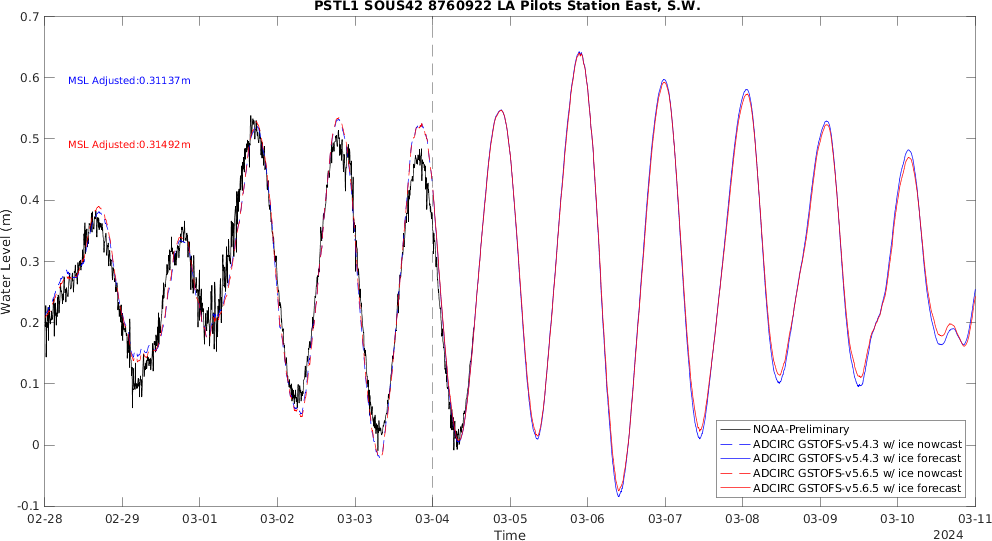 PSTL1 SOUS42 8760922 LA Pilots Station East, S.W.
0.7
0.6
0.5
0.4
0.3
0.2
0.1
0
-0.1
Water Level (m)
MSL Adjusted:0.31137m
MSL Adjusted:0.31492m
NOAA-Preliminary
ADCIRC GSTOFS-v5.4.3 w/ ice nowcast
ADCIRC GSTOFS-v5.4.3 w/ ice forecast
ADCIRC GSTOFS-v5.6.5 w/ ice nowcast
ADCIRC GSTOFS-v5.6.5 w/ ice forecast
02-28 02-29 03-01 03-02 03-03 03-04 03-05 03-06 03-07 03-08 03-09 03-10 03-11
Time
2024